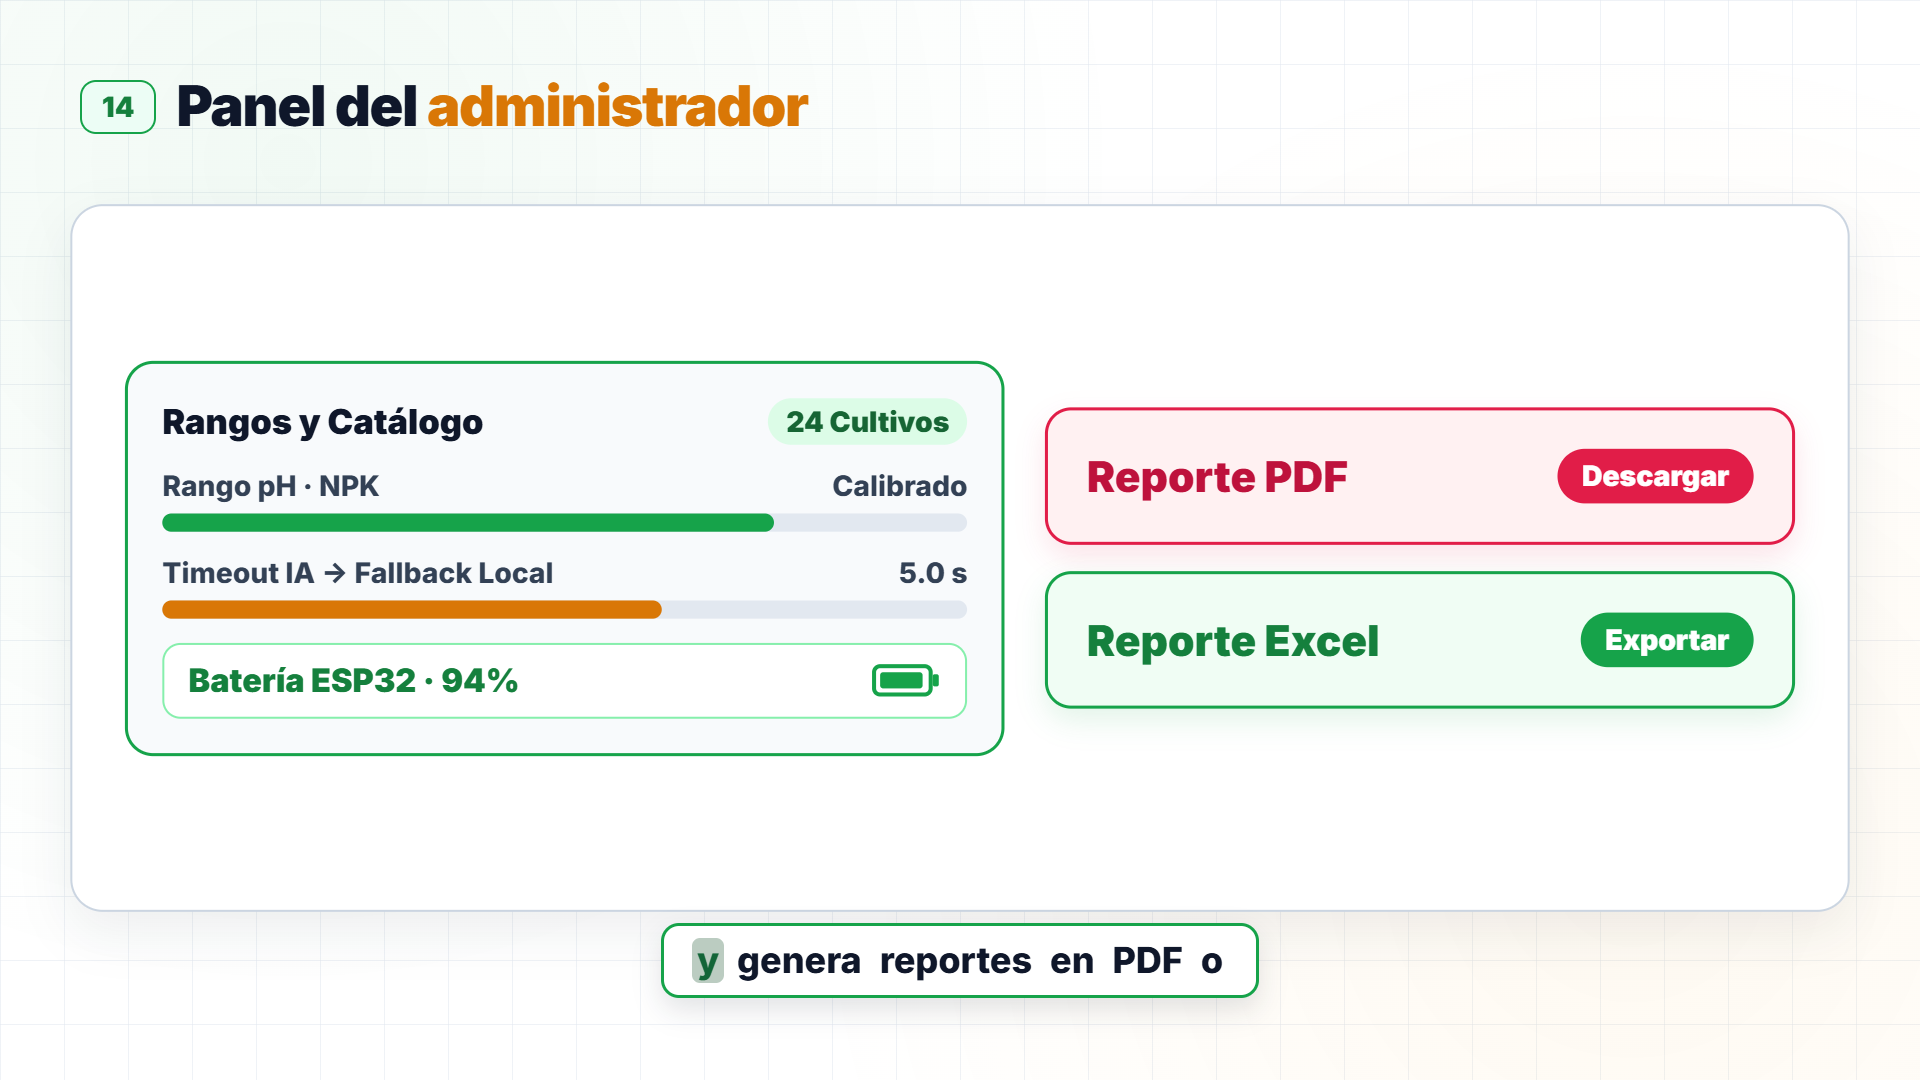 14
Panel del administrador
Rangos y Catálogo
24 Cultivos
Rango pH · NPK
Calibrado
Timeout IA → Fallback Local
5.0 s
Batería ESP32 · 94%
Reporte PDF
Descargar
Reporte Excel
Exportar
y genera reportes en PDF o